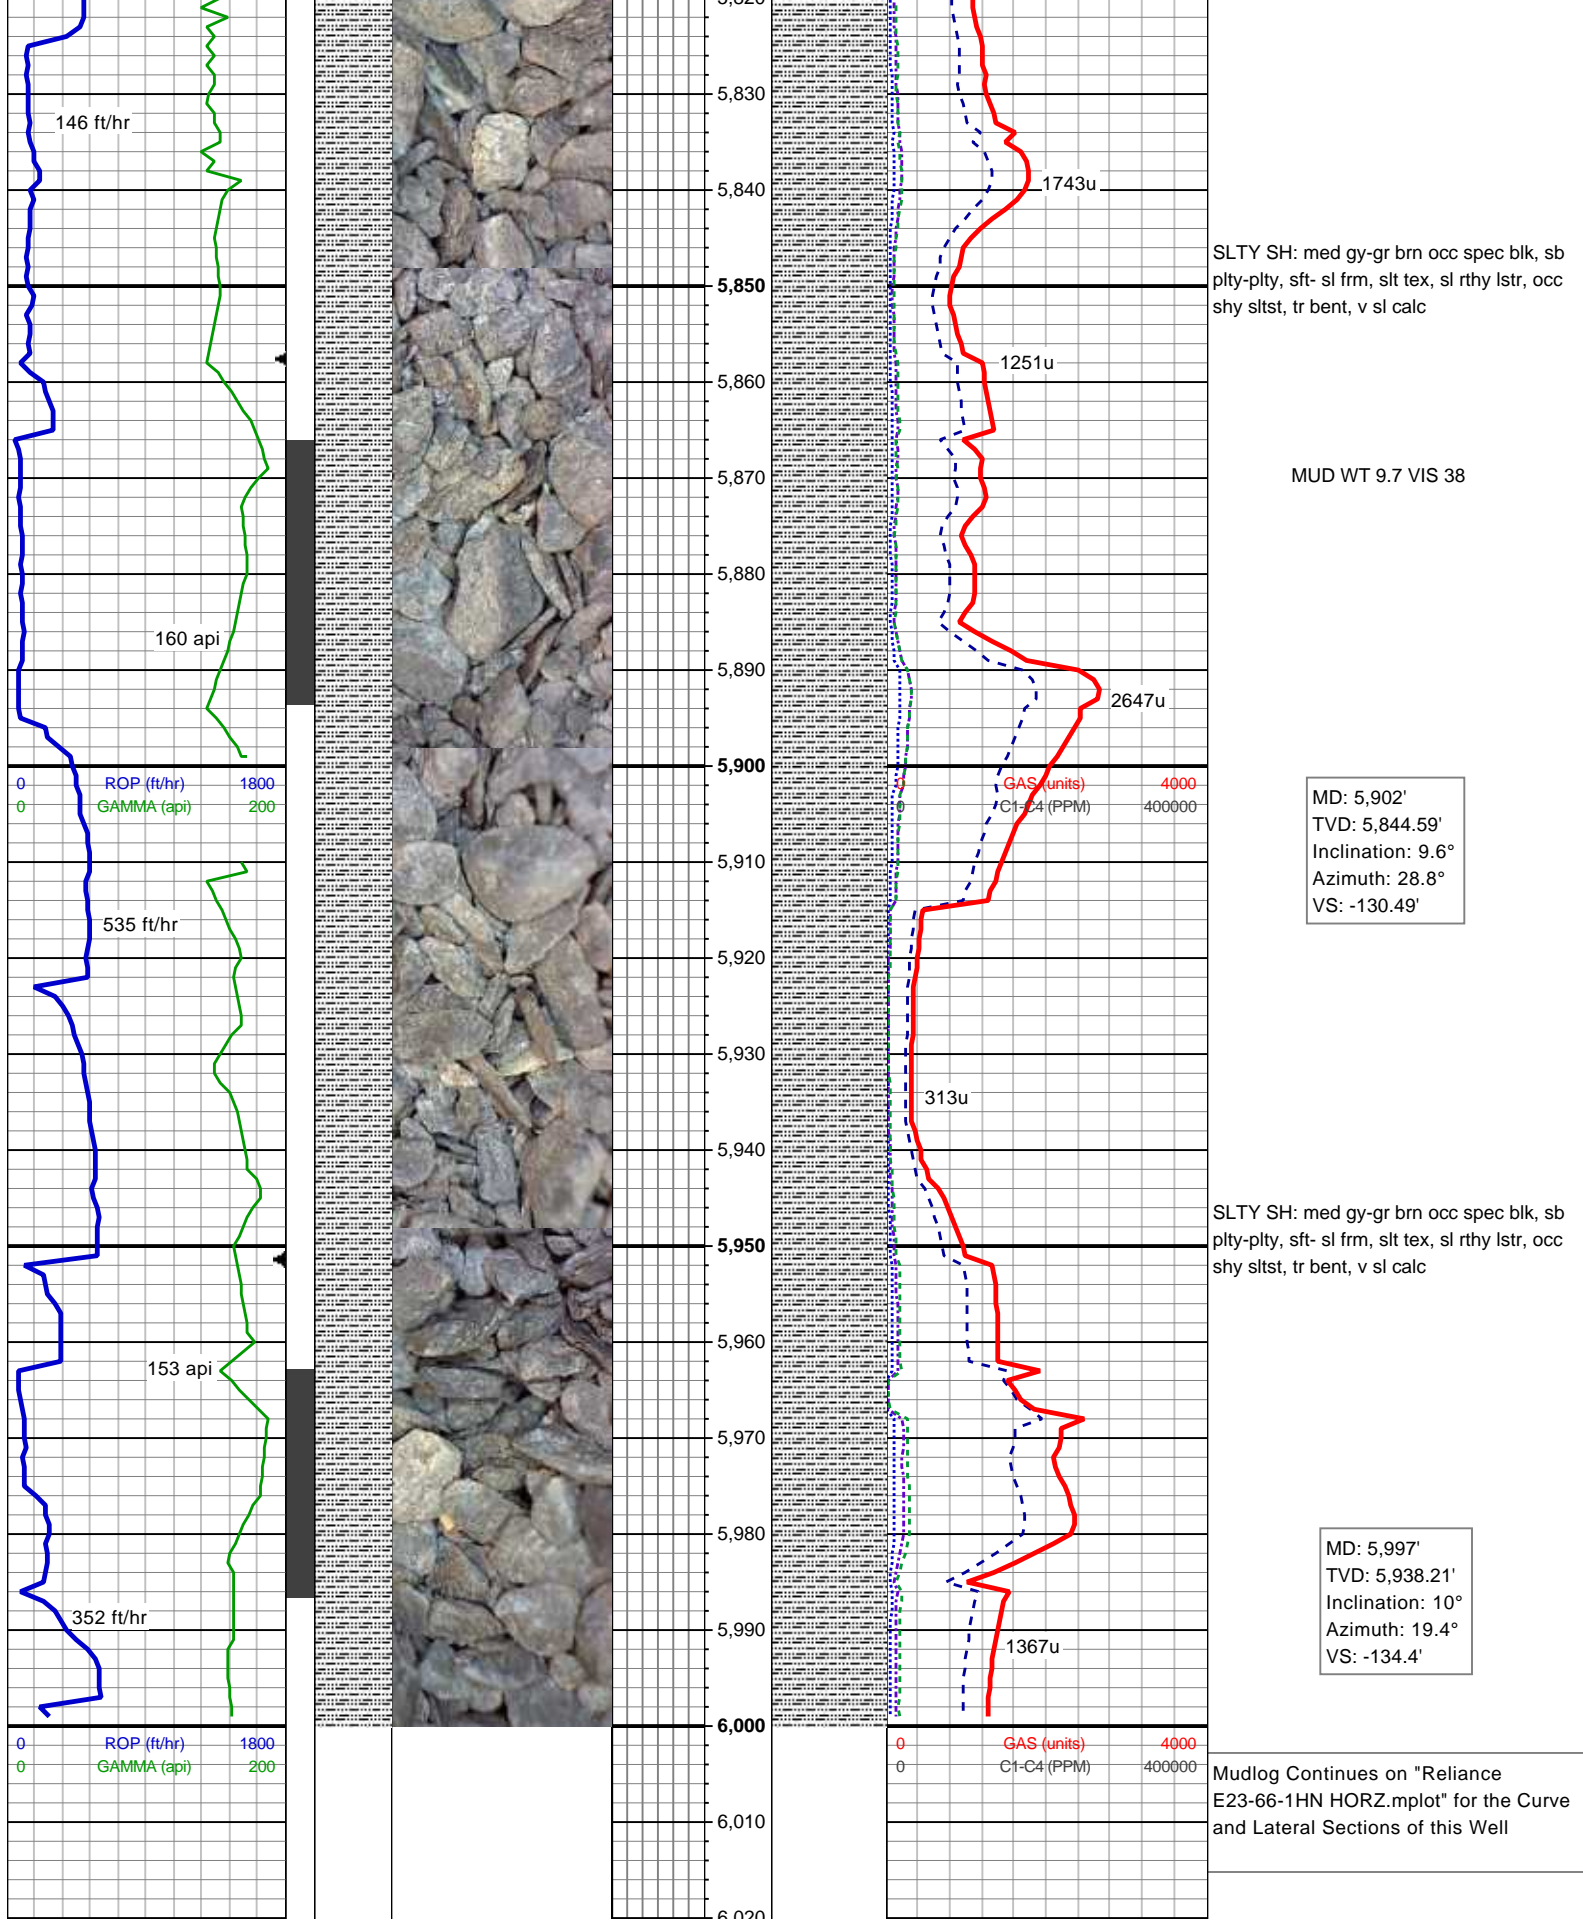 5,820
5,830
146 ft/hr
5,840
1743u
SLTY SH: med gy-gr brn occ spec blk, sb
plty-plty, sft- sl frm, slt tex, sl rthy lstr, occ
shy sltst, tr bent, v sl calc
5,850
1251u
5,860
5,870
MUD WT 9.7 VIS 38
5,880
160 api
5,890
2647u
5,900
0 ROP (ft/hr) 1800
0 GAMMA (api) 200
0 GAS (units) 4000
0 C1-C4 (PPM) 400000
MD: 5,902'
TVD: 5,844.59'
Inclination: 9.6°
Azimuth: 28.8°
VS: -130.49'
5,910
535 ft/hr
5,920
5,930
313u
5,940
SLTY SH: med gy-gr brn occ spec blk, sb
plty-plty, sft- sl frm, slt tex, sl rthy lstr, occ
shy sltst, tr bent, v sl calc
5,950
5,960
153 api
5,970
5,980
MD: 5,997'
TVD: 5,938.21'
Inclination: 10°
Azimuth: 19.4°
VS: -134.4'
352 ft/hr
5,990
1367u
6,000
0 ROP (ft/hr) 1800
0 GAMMA (api) 200
0 GAS (units) 4000
0 C1-C4 (PPM) 400000
Mudlog Continues on "Reliance
E23-66-1HN HORZ.mplot" for the Curve
and Lateral Sections of this Well
6,010
6,020